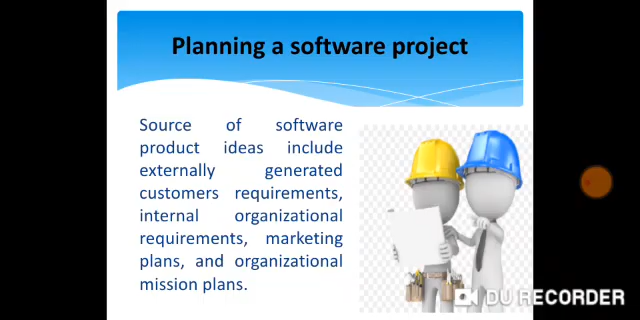 Planning a software project
Source of software
product ideas include
externally generated
customers requirements,
internal organizational
requirements, marketing
plans, and organizational
mission plans.
DU RECORDER